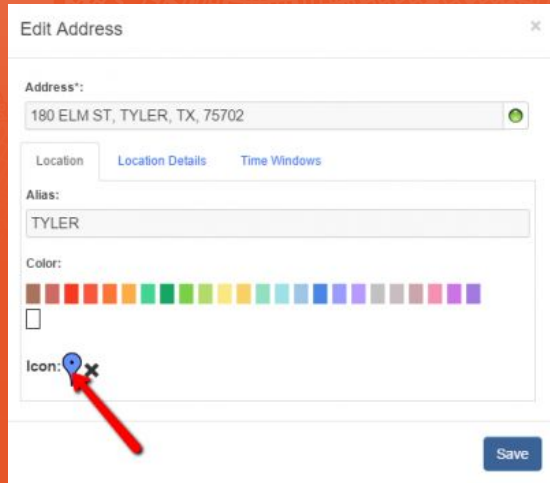 Edit Address
Address*:
180 ELM ST, TYLER, TX, 75702
Location Location Details Time Windows
Alias:
TYLER
Color:
Icon:
Save